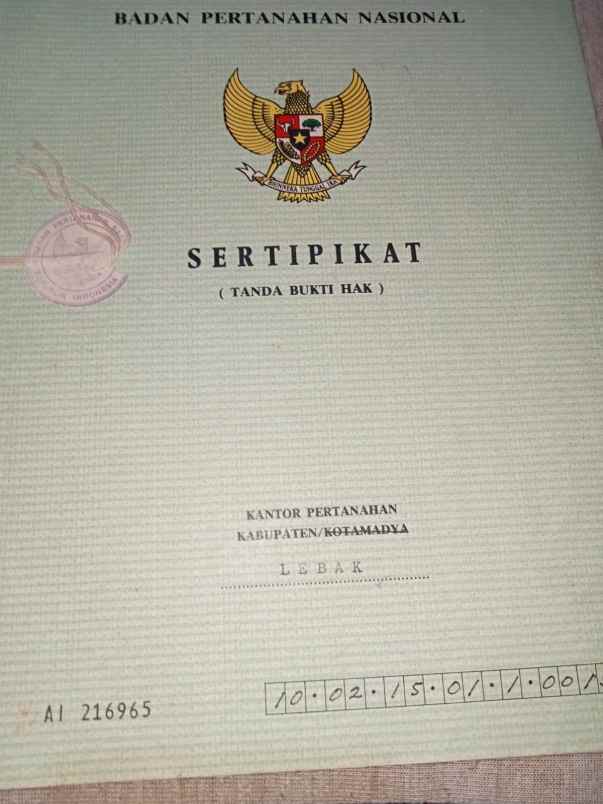 BADAN PERTANAHAN NASIONAL
BHINNEKA TUNGGAL IKA
SERTIPIKAT
( TANDA BUKTI HAK )
KANTOR PERTANAHAN
KABUPATEN/KOTAMADYA
LEBAK
AI 216965
10.02.15.01.1.001